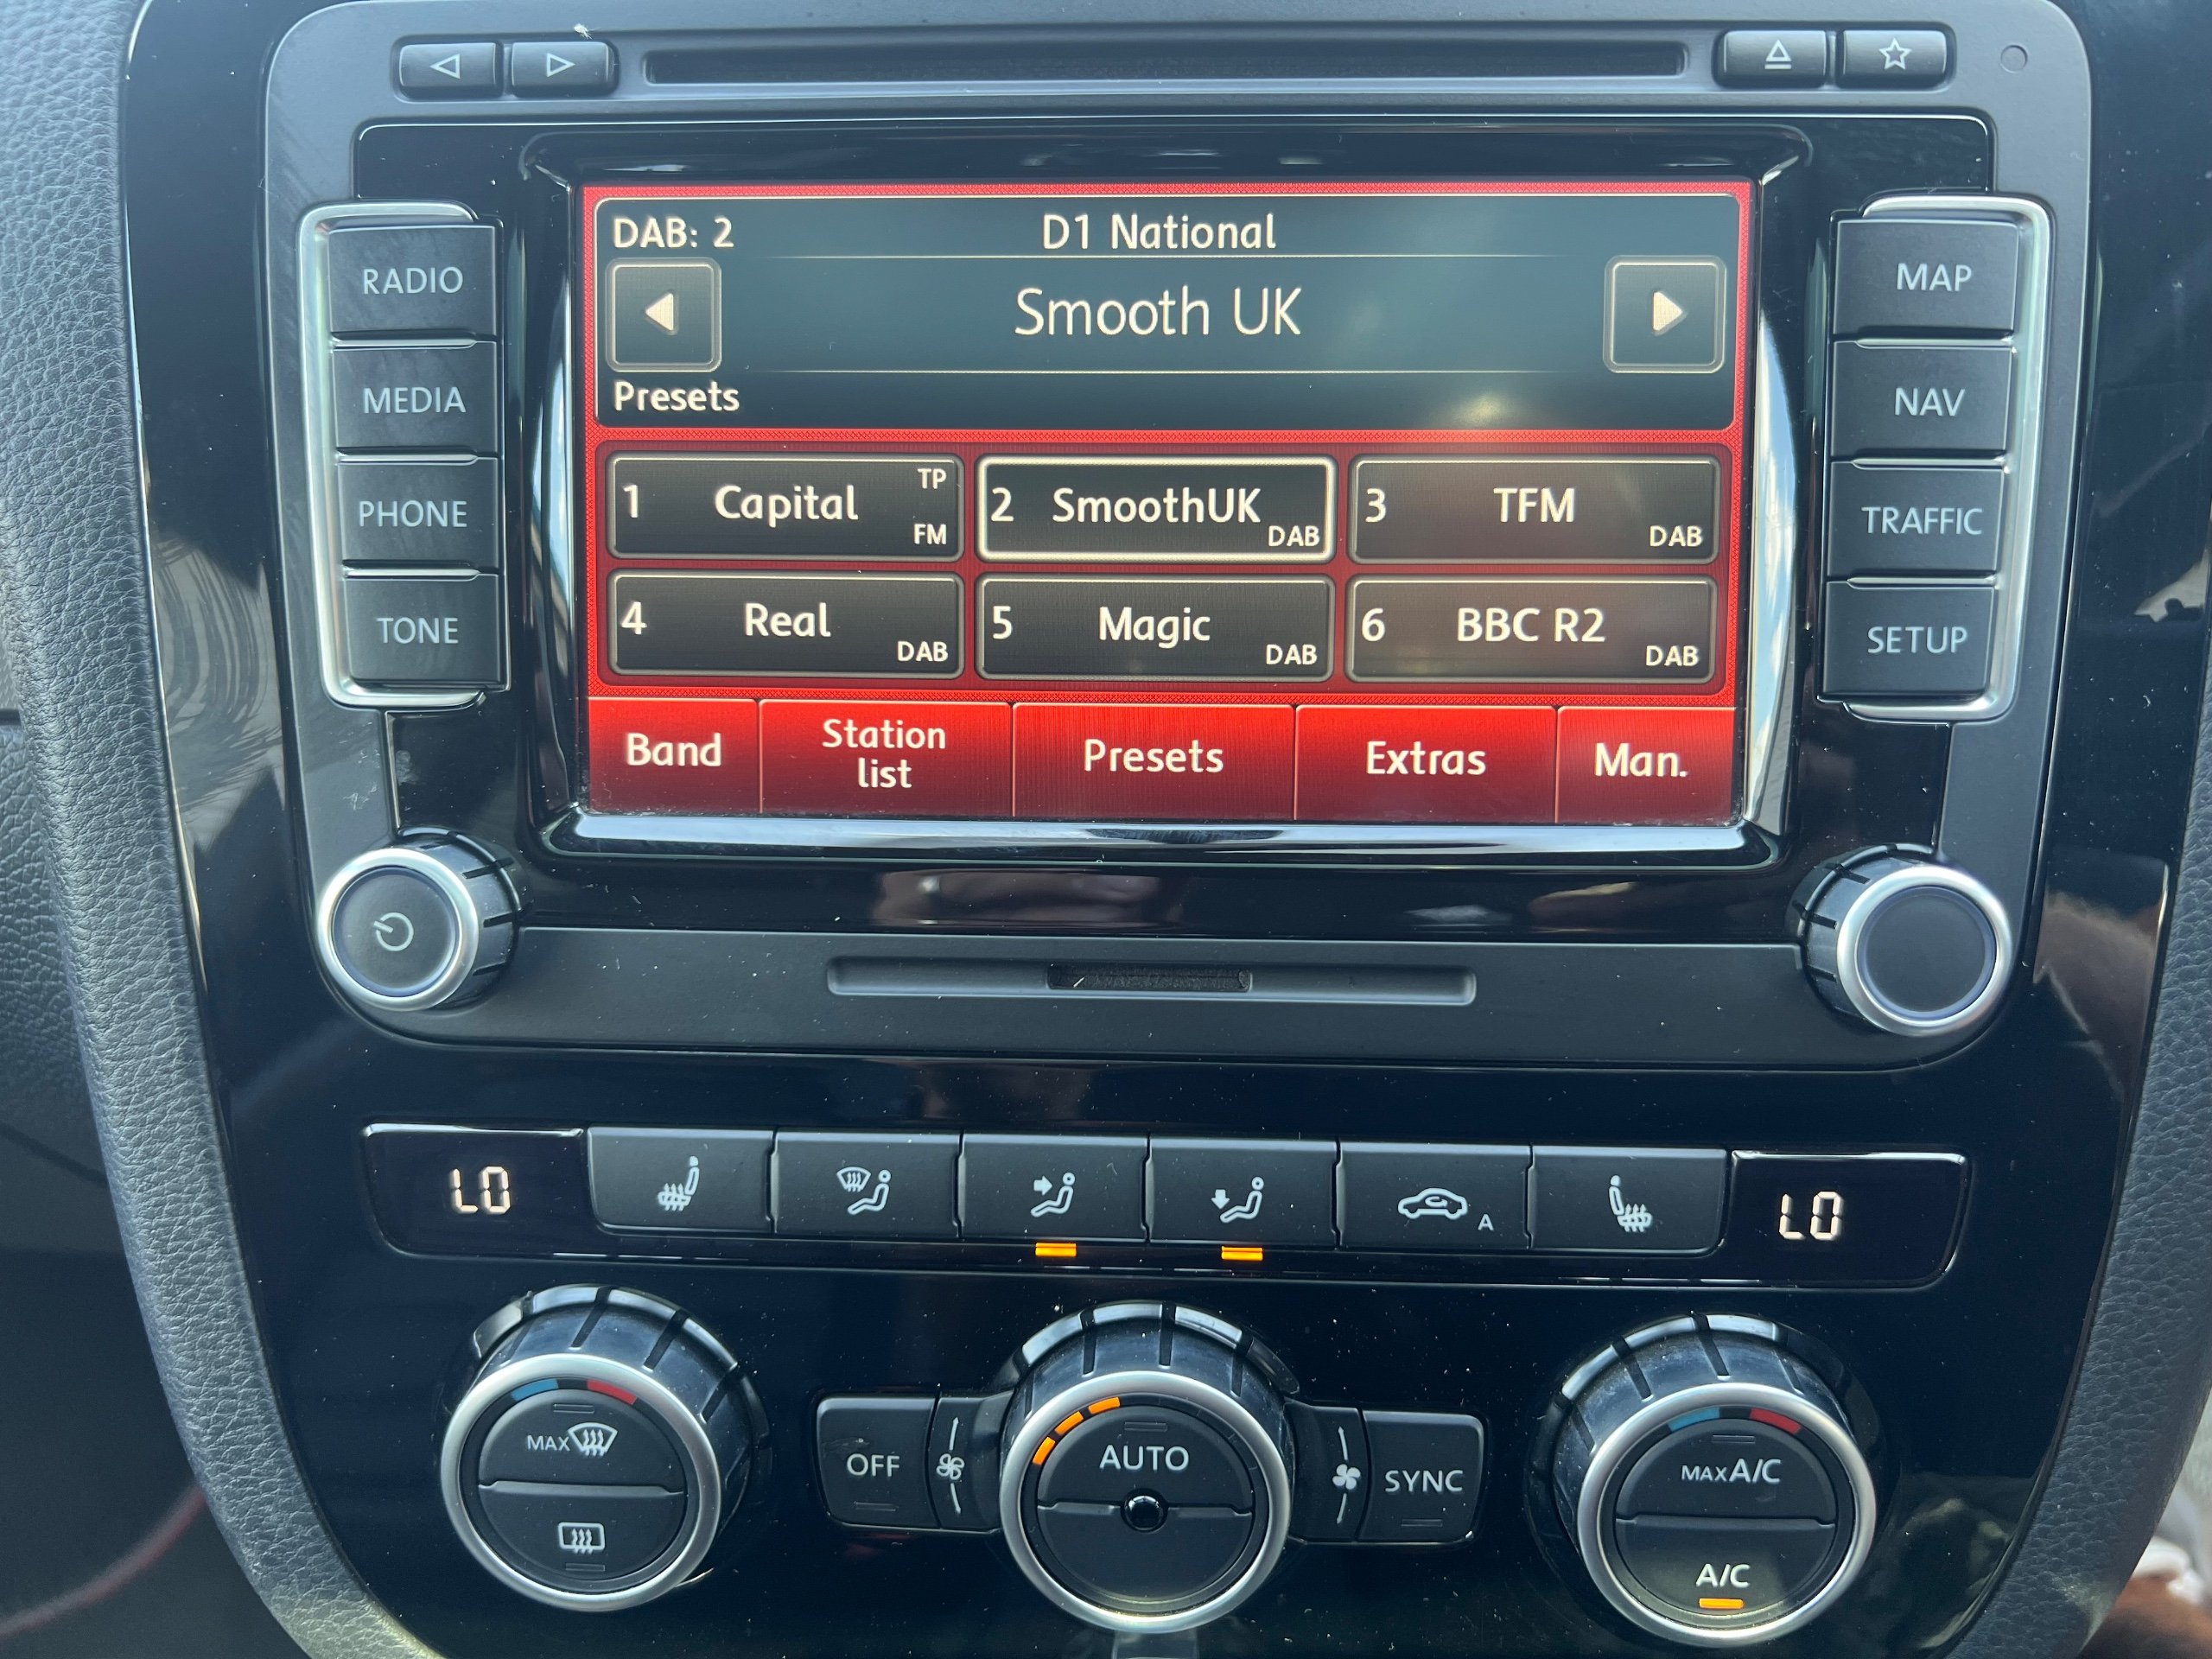 DAB: 2 D1 National
Smooth UK
Presets
1 Capital TP FM
2 SmoothUK DAB
3 TFM DAB
4 Real DAB
5 Magic DAB
6 BBC R2 DAB
Band
Station
list
Presets
Extras
Man.
RADIO
MEDIA
PHONE
TONE
MAP
NAV
TRAFFIC
SETUP
LO
A
LO
MAX
OFF
AUTO
SYNC
MAX A/C
A/C